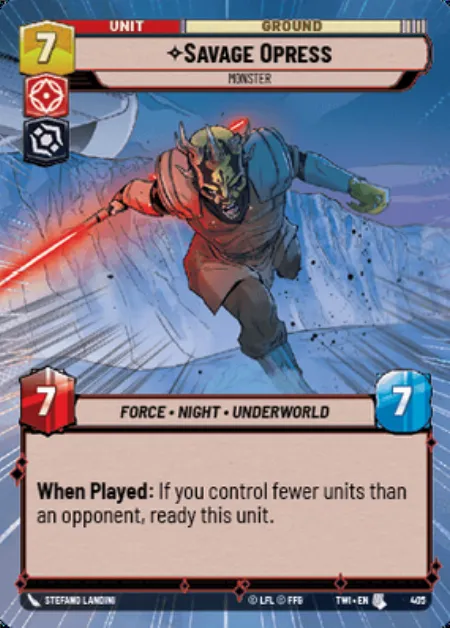 UNIT GROUND
7
SAVAGE OPRESS
MONSTER
7
FORCE • NIGHT • UNDERWORLD
7
When Played: If you control fewer units than
an opponent, ready this unit.
STEFANO LANDINI © LFL © FFG TWI • EN 405